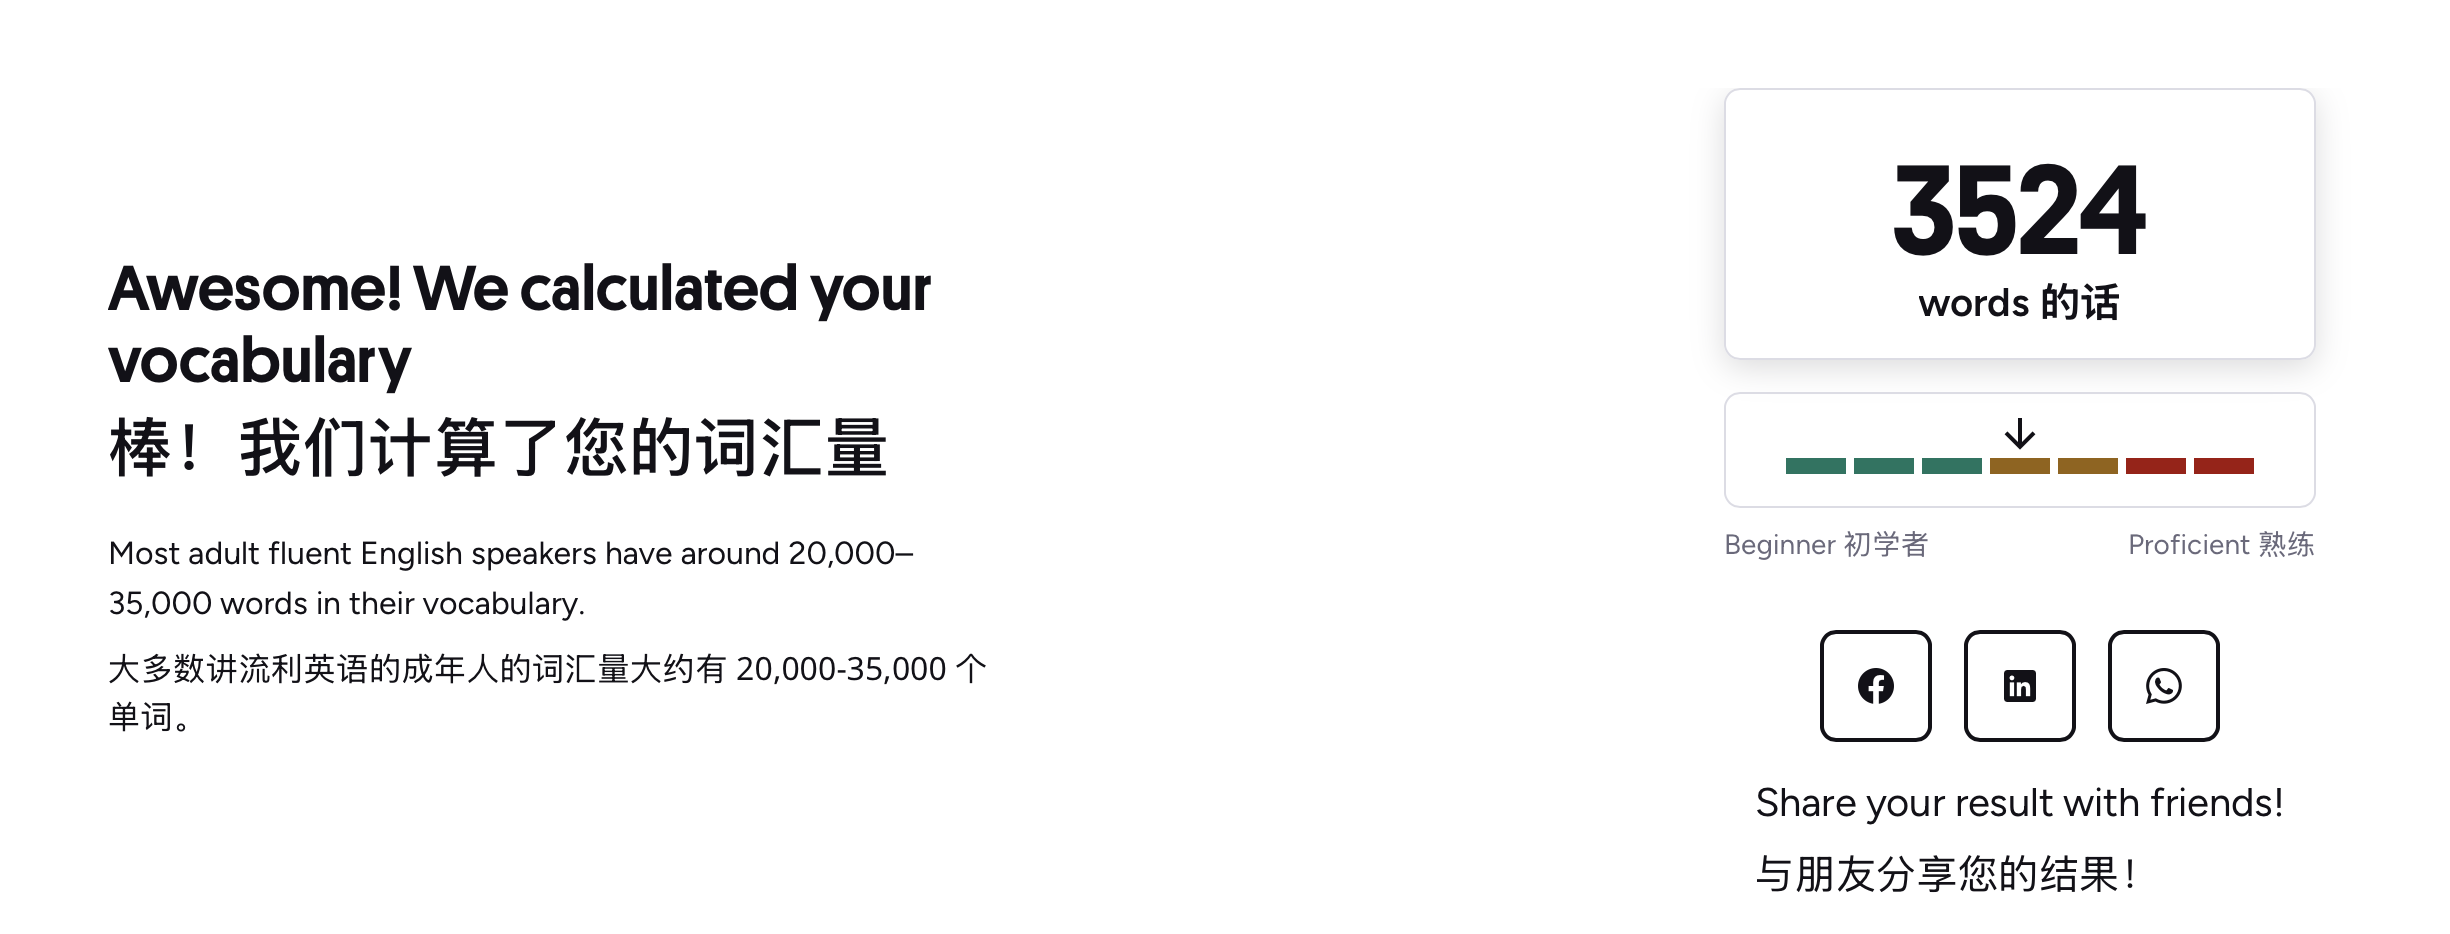 Awesome! We calculated your
vocabulary
棒！我们计算了您的词汇量
Most adult fluent English speakers have around 20,000–
35,000 words in their vocabulary.
大多数讲流利英语的成年人的词汇量大约有 20,000-35,000 个
单词。
3524
words 的话
Beginner 初学者
Proficient 熟练
Share your result with friends!
与朋友分享您的结果！